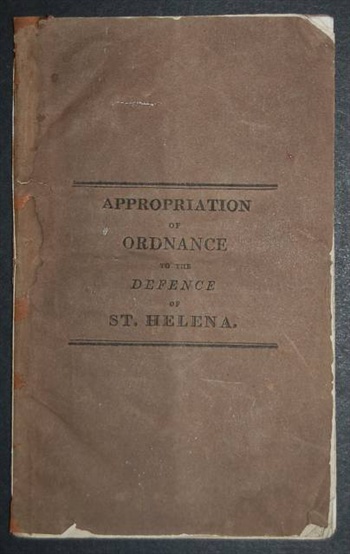 APPROPRIATION
OF
ORDNANCE
TO THE
DEFENCE
OF
ST. HELENA.